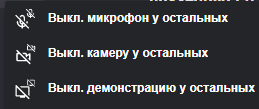 Выкл. микрофон у остальных
Выкл. камеру у остальных
Выкл. демонстрацию у остальных